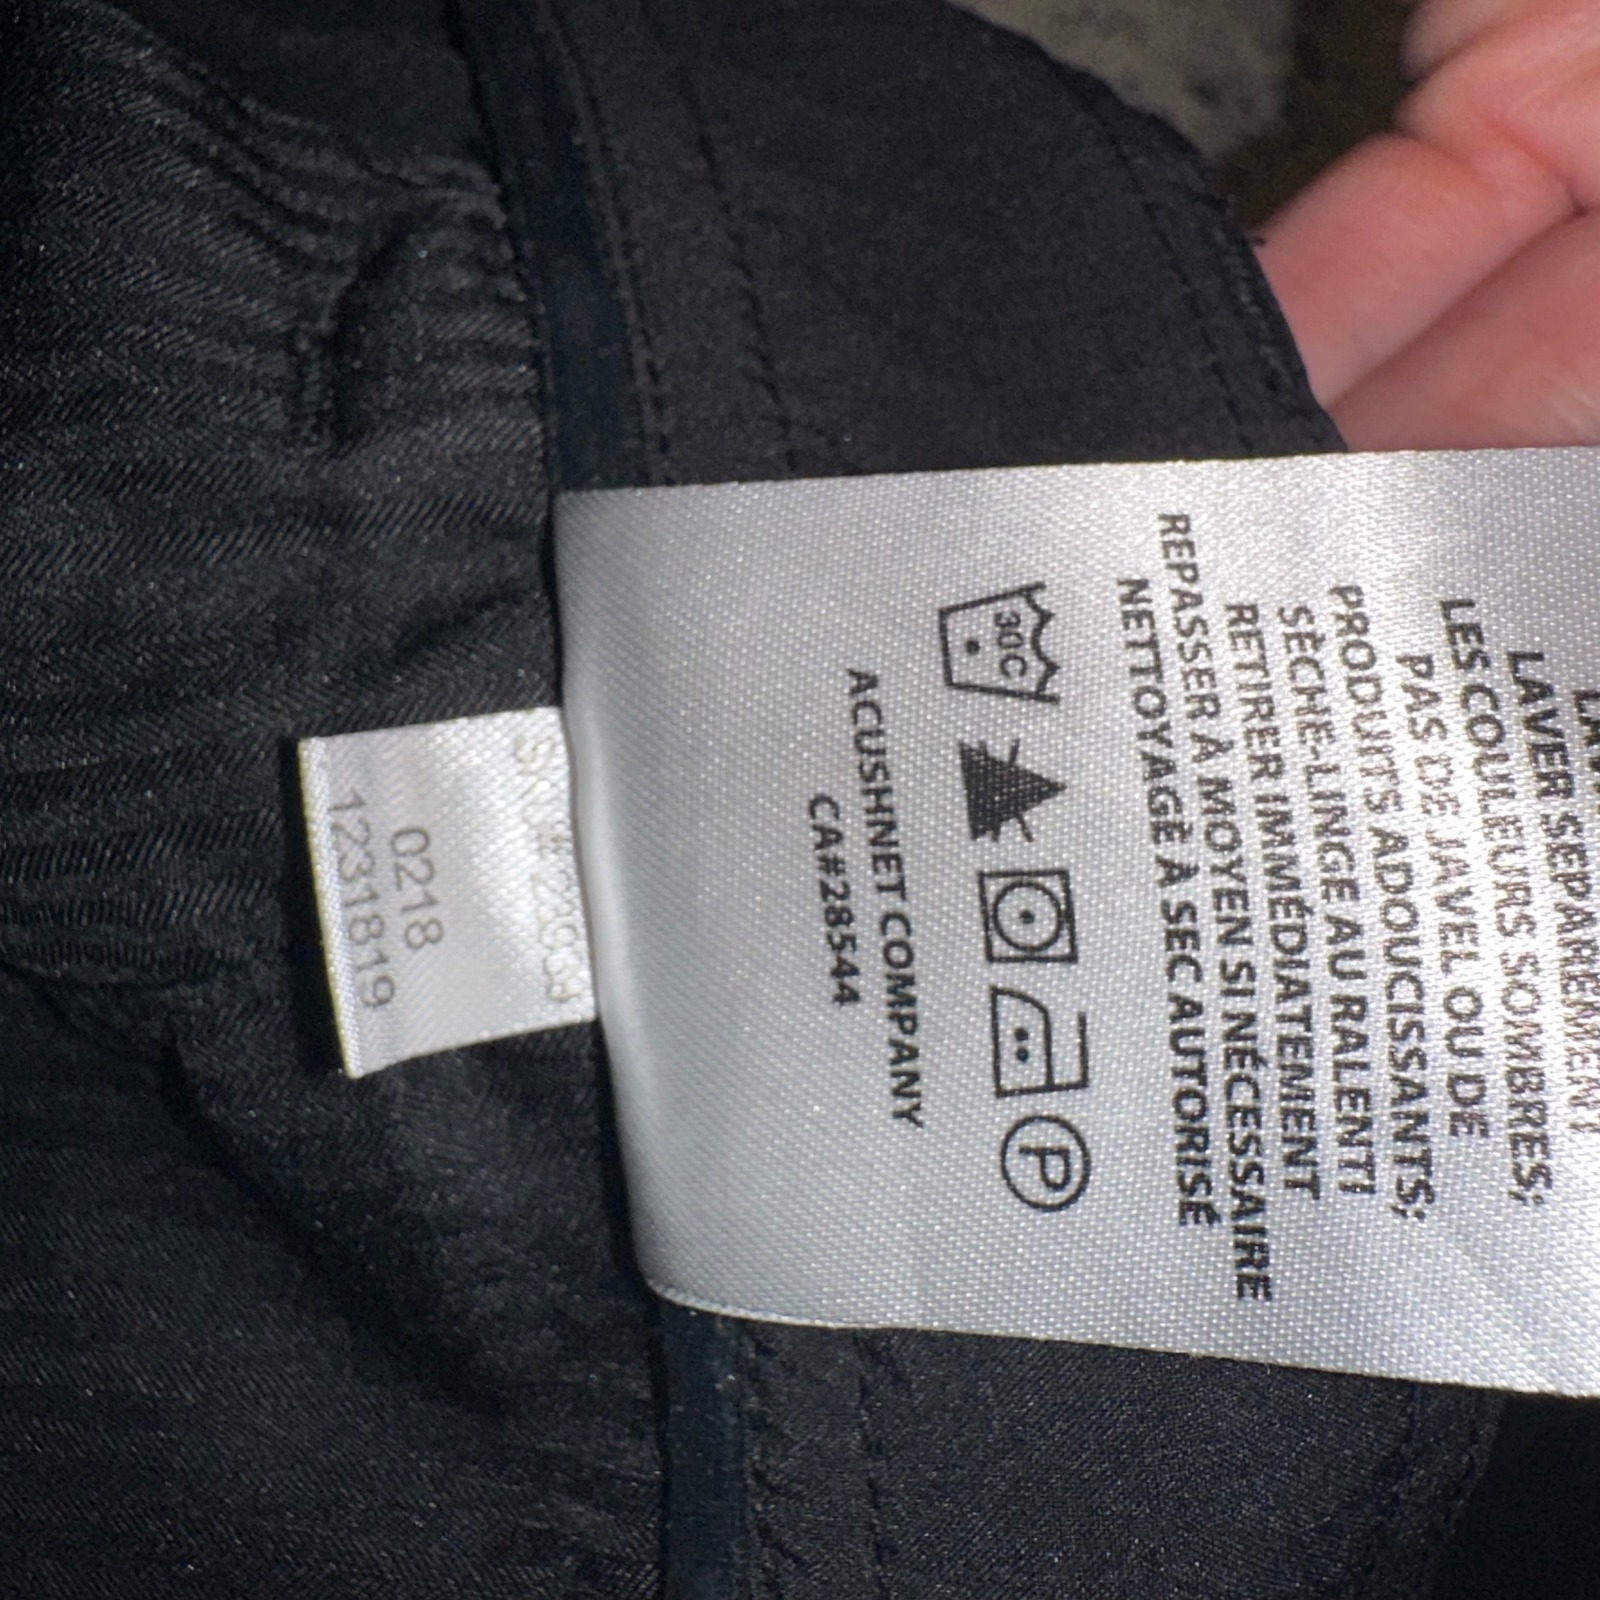 LAVER SÉPARÉMENT
LES COULEURS SOMBRES;
PAS DE JAVEL OU DE
PRODUITS ADOUCISSANTS;
SÈCHE-LINGE AU RALENTI
RETIRER IMMÉDIATEMENT
REPASSER À MOYEN SI NÉCESSAIRE
NETTOYAGE À SEC AUTORISÉ
30C
P
ACUSHNET COMPANY
CA#28544
0218
1231819